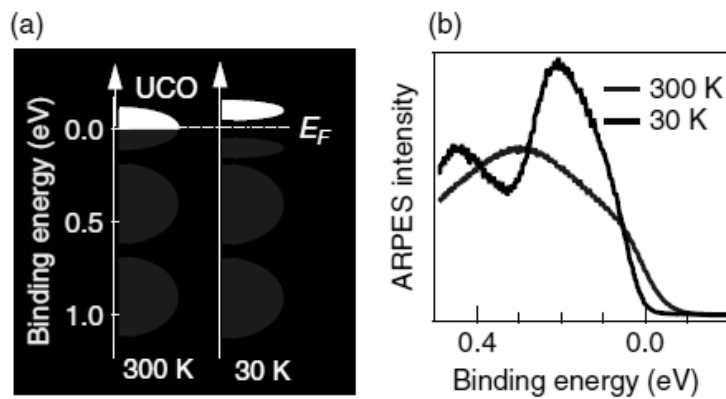 (a)
UCO
0.0
E_F
0.5
1.0
Binding energy (eV)
300 K
30 K
(b)
300 K
30 K
ARPES intensity
0.4
0.0
Binding energy (eV)